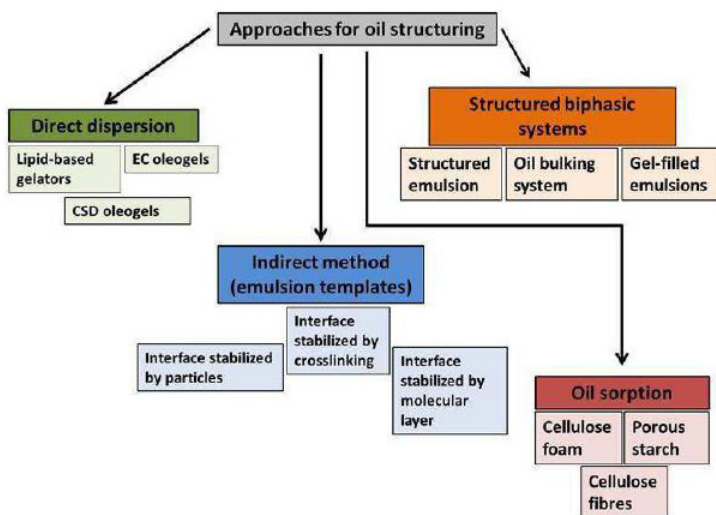 Approaches for oil structuring
Direct dispersion
Lipid-based
gelators
EC oleogels
CSD oleogels
Structured biphasic
systems
Structured
emulsion
Oil bulking
system
Gel-filled
emulsions
Indirect method
(emulsion templates)
Interface stabilized
by particles
Interface
stabilized by
crosslinking
Interface
stabilized by
molecular
layer
Oil sorption
Cellulose
foam
Porous
starch
Cellulose
fibres